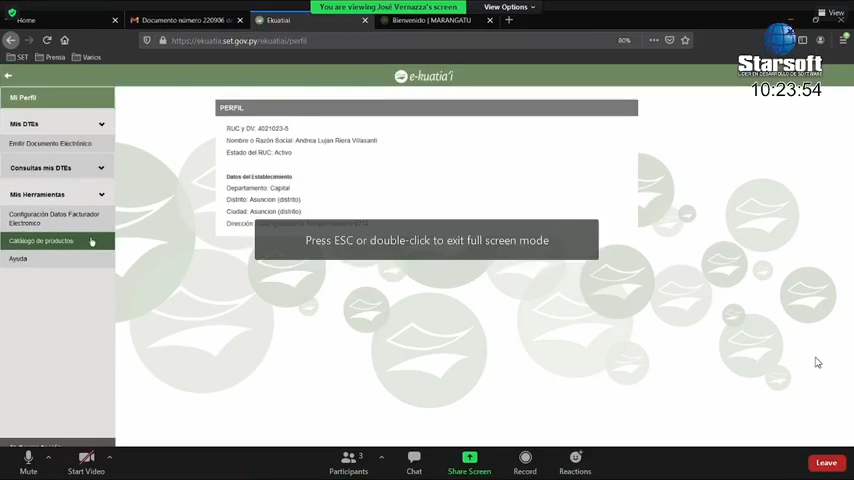 You are viewing José Vernazza's screen
View Options
View
Home
Documento número 220906 de
Ekuatiai
Bienvenido | MARANGATU
https://ekuatia.set.gov.py/ekuatiai/perfil
80%
SET
Prensa
Varios
Starsoft
LIDER EN DESARROLLO DE SOFTWARE
10:23:54
e-kuatia'i
Mi Perfil
Mis DTEs
Emitir Documento Electrónico
Consultas mis DTEs
Mis Herramientas
Configuración Datos Facturador
Electronico
Catálogo de productos
Ayuda
PERFIL
RUC y DV: 4021023-5
Nombre o Razón Social: Andrea Lujan Riera Villasanti
Estado del RUC: Activo
Datos del Establecimiento
Departamento: Capital
Distrito: Asuncion (distrito)
Ciudad: Asuncion (distrito)
Dirección
Press ESC or double-click to exit full screen mode
Mute
Start Video
Participants
3
Chat
Share Screen
Record
Reactions
Leave